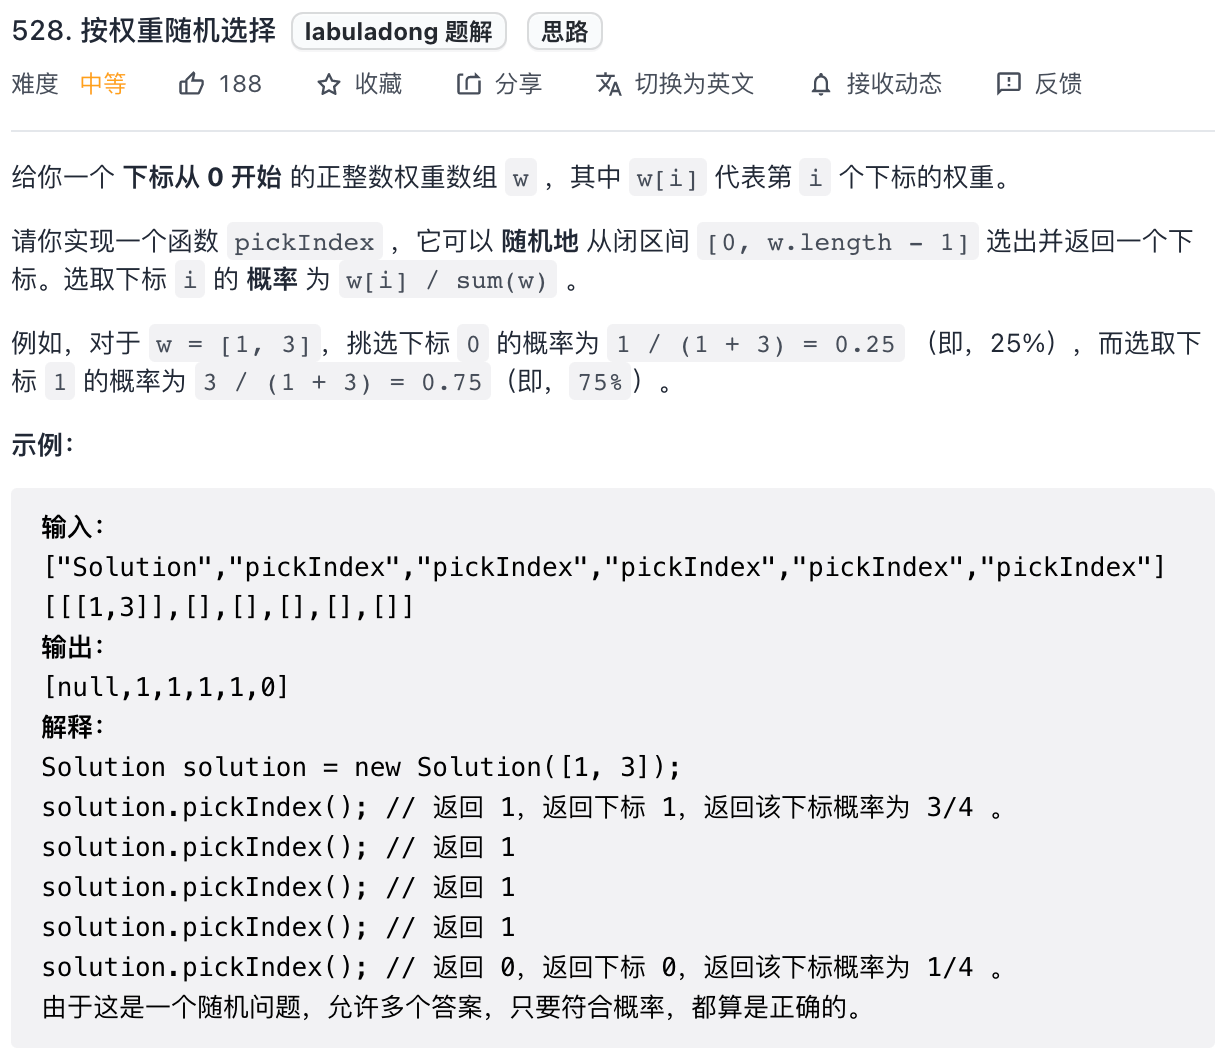 528. 按权重随机选择 labuladong 题解 思路
难度 中等 188 收藏 分享 切换为英文 接收动态 反馈
给你一个 下标从 0 开始 的正整数权重数组 w ，其中 w[i] 代表第 i 个下标的权重。
请你实现一个函数 pickIndex ，它可以 随机地 从闭区间 [0, w.length - 1] 选出并返回一个下
标。选取下标 i 的 概率 为 w[i] / sum(w) 。
例如，对于 w = [1, 3]，挑选下标 0 的概率为 1 / (1 + 3) = 0.25 （即，25%），而选取下
标 1 的概率为 3 / (1 + 3) = 0.75（即，75%）。
示例：
输入：
["Solution","pickIndex","pickIndex","pickIndex","pickIndex","pickIndex"]
[[[1,3]],[],[],[],[],[]]
输出：
[null,1,1,1,1,0]
解释：
Solution solution = new Solution([1, 3]);
solution.pickIndex(); // 返回 1，返回下标 1，返回该下标概率为 3/4 。
solution.pickIndex(); // 返回 1
solution.pickIndex(); // 返回 1
solution.pickIndex(); // 返回 1
solution.pickIndex(); // 返回 0，返回下标 0，返回该下标概率为 1/4 。
由于这是一个随机问题，允许多个答案，只要符合概率，都算是正确的。